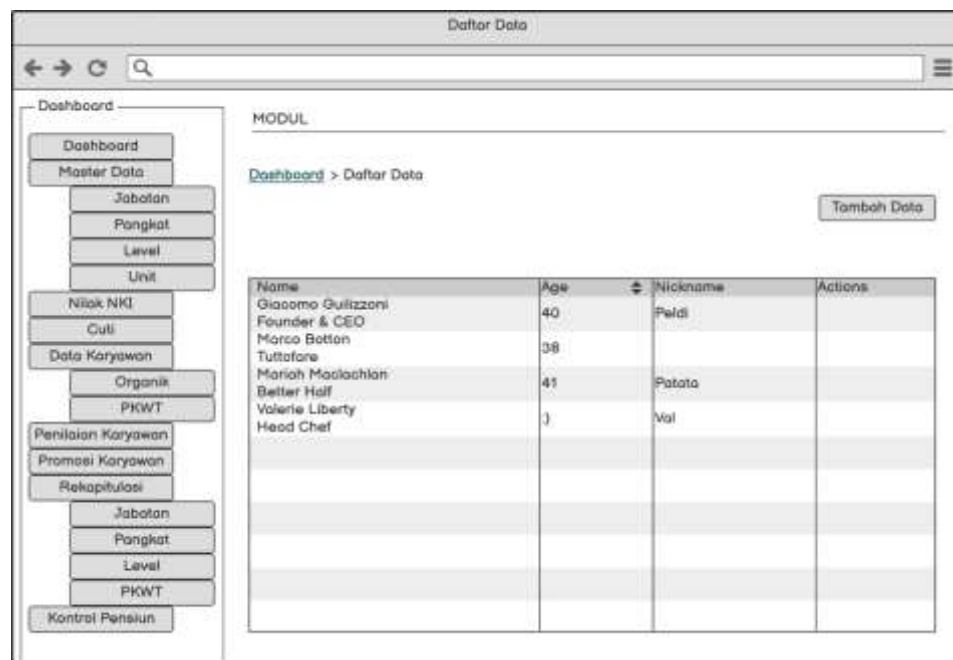 Daftar Data
Dashboard
Dashboard
Master Data
Jabatan
Pangkat
Level
Unit
Nilak NKI
Cuti
Data Karyawan
Organik
PKWT
Penilaian Karyawan
Promosi Karyawan
Rekapitulasi
Jabatan
Pangkat
Level
PKWT
Kontrol Pensiun
MODUL
Dashboard > Daftar Data
Tambah Data
Name Age Nickname Actions
Giacomo Guilizzoni
Founder & CEO
40 Peldi
Marco Botton
Tuttofare
38
Mariah Maclachlan
Better Half
41 Patata
Valerie Liberty
Head Chef
:) Val